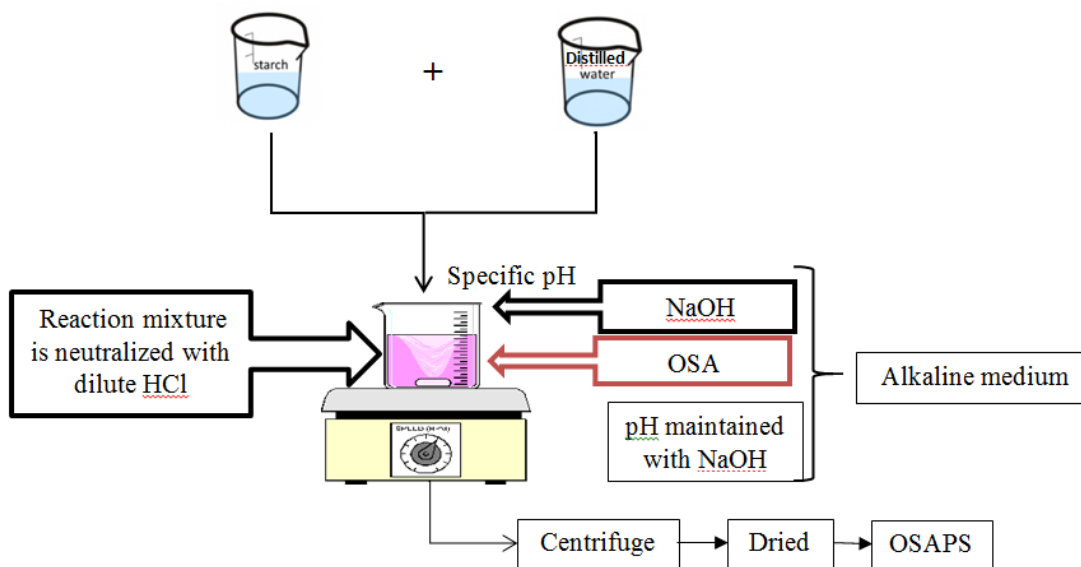 starch
+
Distilled
water
Specific pH
NaOH
Reaction mixture
is neutralized with
dilute HCl
OSA
Alkaline medium
pH maintained
with NaOH
Centrifuge
Dried
OSAPS